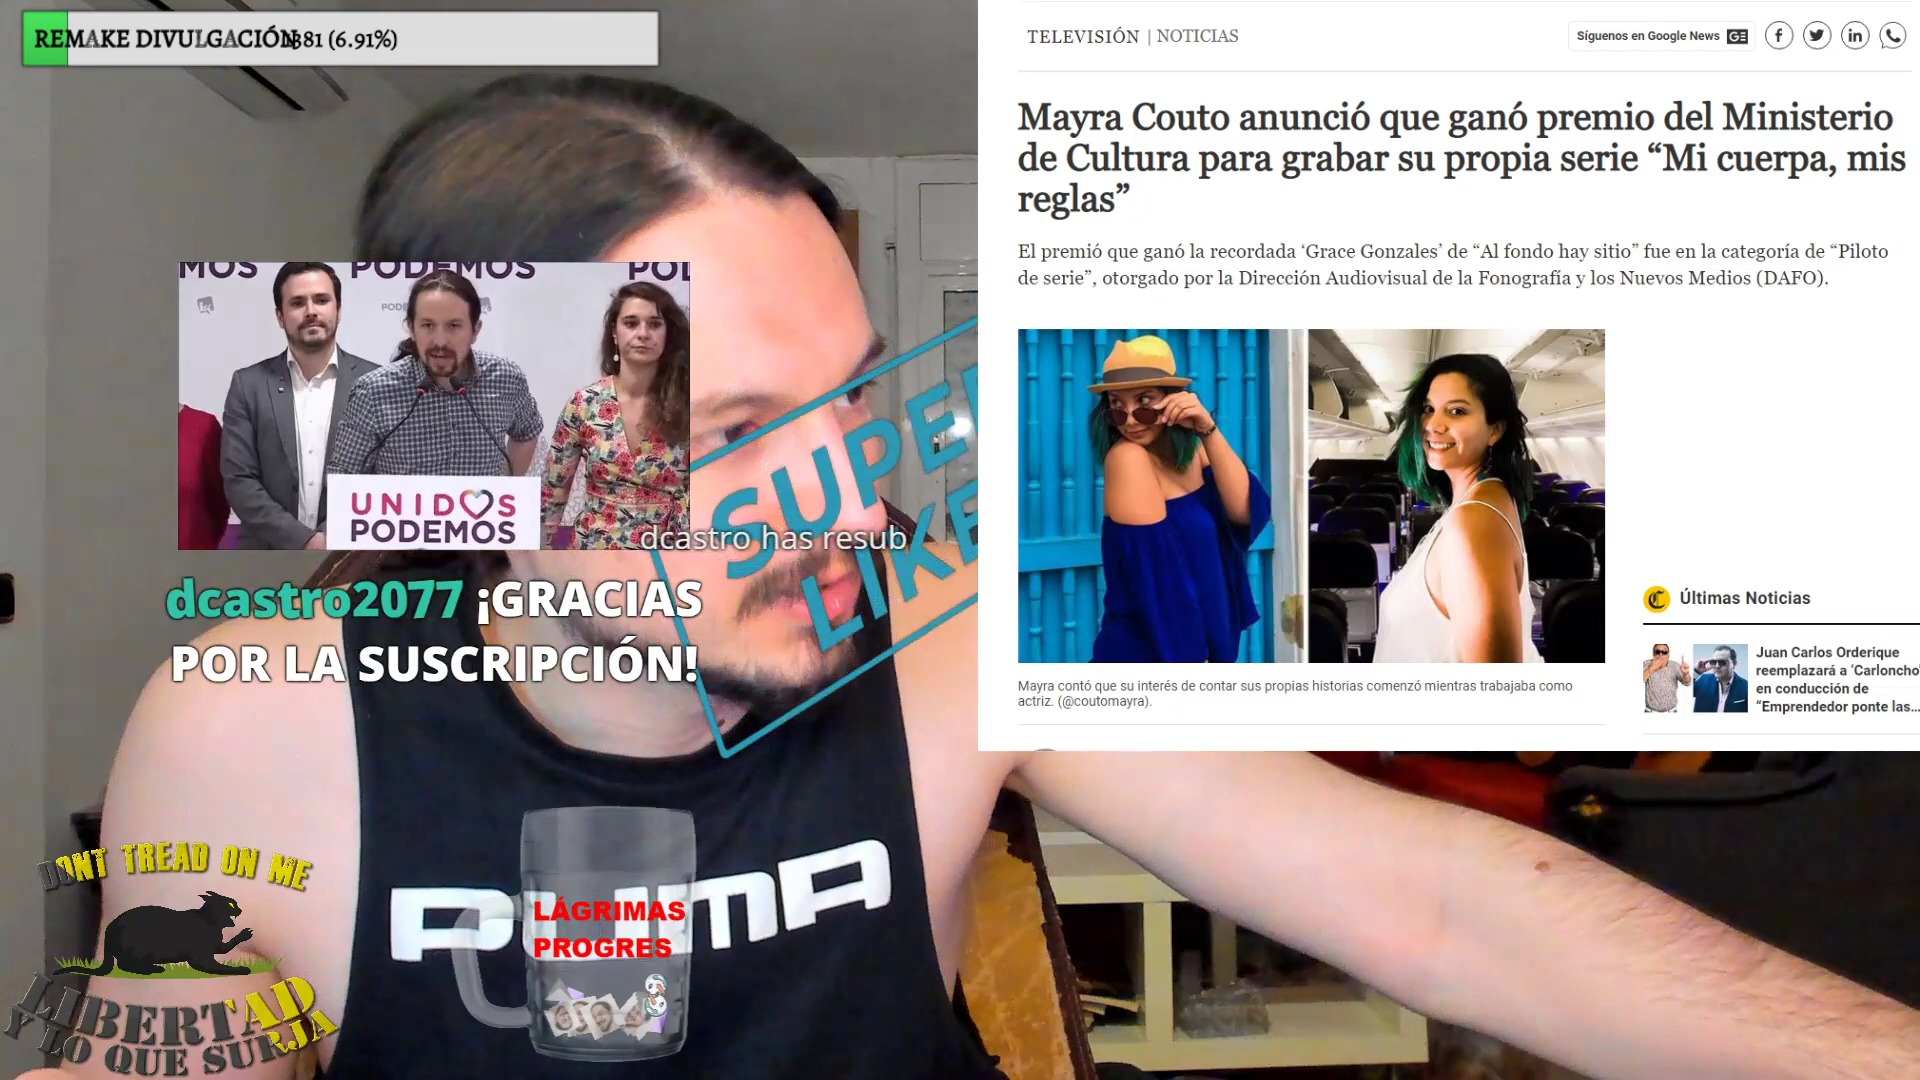 REMAKE DIVULGACIÓN $81 (6.91%)
TELEVISIÓN | NOTICIAS
Síguenos en Google News
Mayra Couto anunció que ganó premio del Ministerio
de Cultura para grabar su propia serie “Mi cuerpa, mis
reglas”
El premió que ganó la recordada ‘Grace Gonzales’ de “Al fondo hay sitio” fue en la categoría de “Piloto
de serie”, otorgado por la Dirección Audiovisual de la Fonografía y los Nuevos Medios (DAFO).
Mayra contó que su interés de contar sus propias historias comenzó mientras trabajaba como
actriz. (@coutomayra).
Últimas Noticias
Juan Carlos Orderique
reemplazará a ‘Carloncho’
en conducción de
“Emprendedor ponte las...
MOS PODEMOS POD
UNIDOS
PODEMOS
SUPE
LIKE
dcastro has resub
dcastro2077 ¡GRACIAS
POR LA SUSCRIPCIÓN!
PUMA
LÁGRIMAS
PROGRES
DONT TREAD ON ME
LIBERTAD
Y LO QUE SURJA